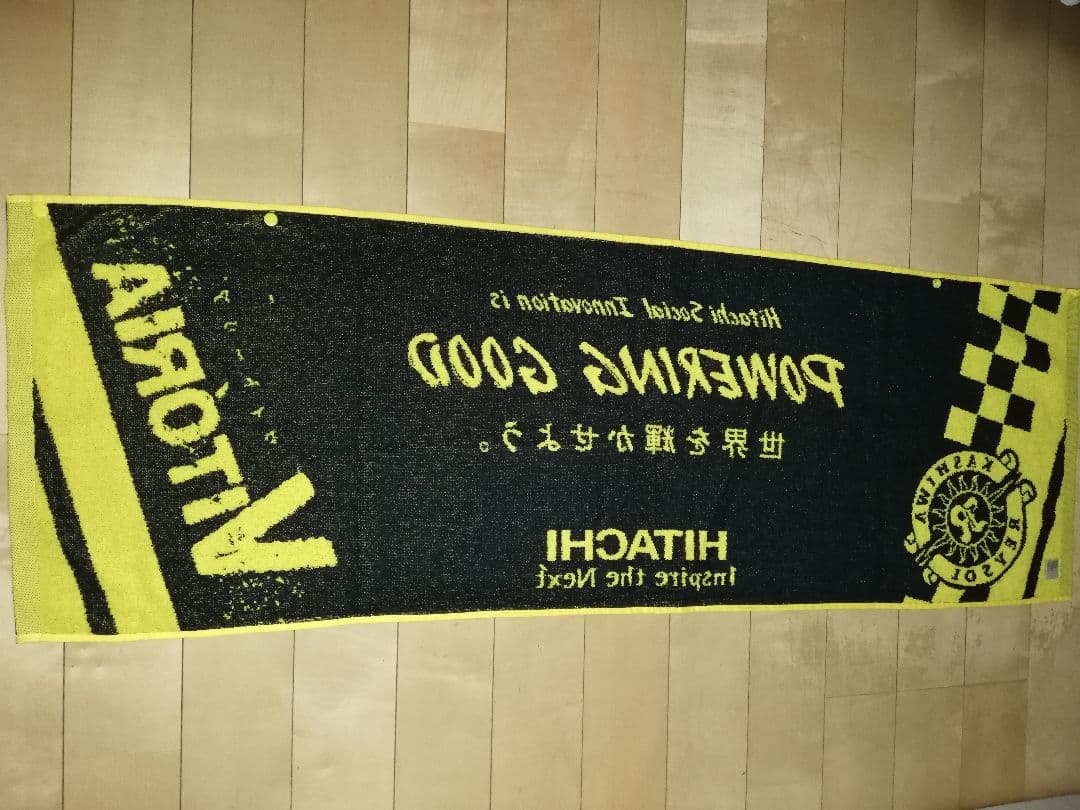 Hitachi Social Innovation is
POWERING GOOD
世界を輝かせよう。
HITACHI
Inspire the Next
VITÓRIA
KASHIWA
REYSOL